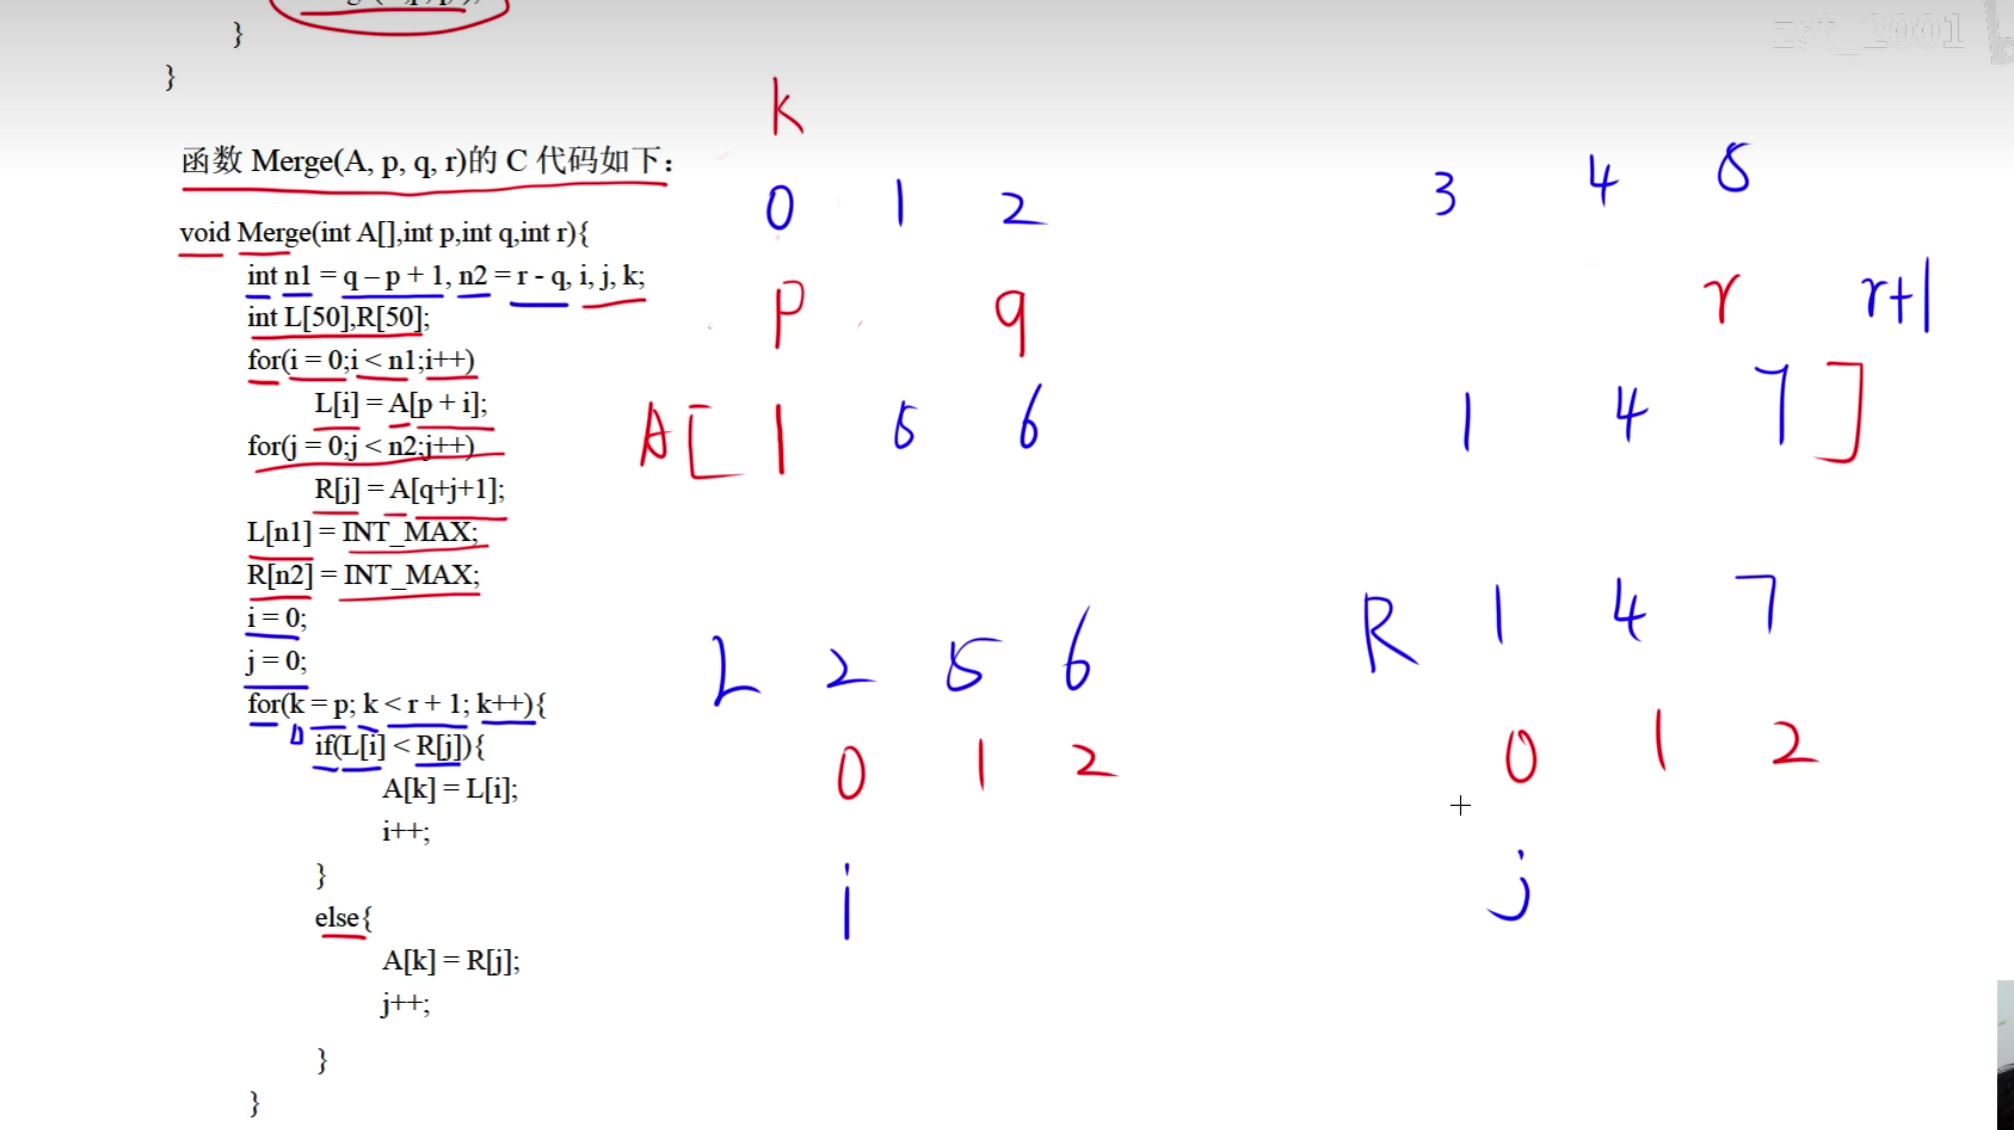 }
}
函数 Merge(A, p, q, r)的 C 代码如下：
void Merge(int A[],int p,int q,int r){
int n1 = q – p + 1, n2 = r - q, i, j, k;
int L[50],R[50];
for(i = 0;i < n1;i++)
L[i] = A[p + i];
for(j = 0;j < n2;j++)
R[j] = A[q+j+1];
L[n1] = INT_MAX;
R[n2] = INT_MAX;
i = 0;
j = 0;
for(k = p; k < r + 1; k++){
if(L[i] < R[j]){
A[k] = L[i];
i++;
}
else{
A[k] = R[j];
j++;
}
}
zst_2001
k
0 1 2 3 4 5
p q r r+1
A[ 1 5 6 1 4 7 ]
L 2 5 6 R 1 4 7
0 1 2 0 1 2
i j
0